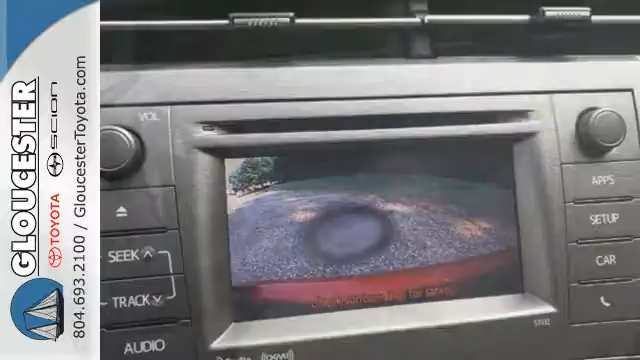 GLOUCESTER
TOYOTA SCION
804.693.2100 / GloucesterToyota.com
VOL
SEEK
TRACK
AUDIO
APPS
SETUP
CAR